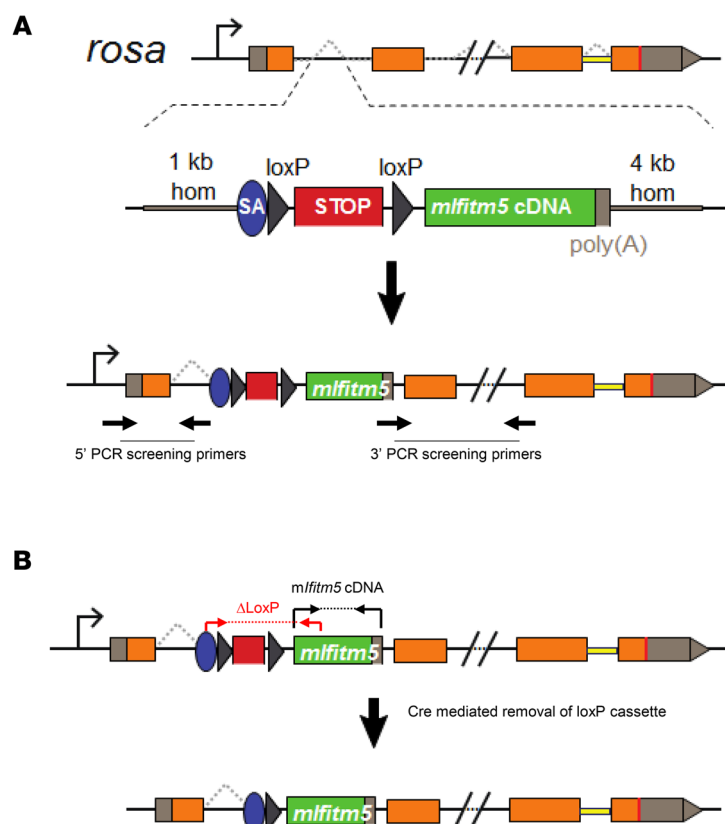 A
rosa
1 kb
hom
loxP
loxP
4 kb
hom
SA
STOP
mIfitm5 cDNA
poly(A)
mIfitm5
5’ PCR screening primers
3’ PCR screening primers
B
mIfitm5 cDNA
ΔLoxP
mIfitm5
Cre mediated removal of loxP cassette
mIfitm5